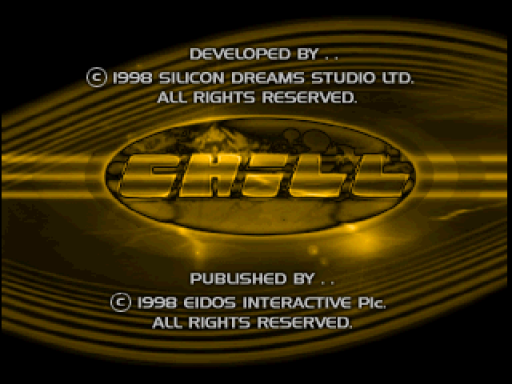 DEVELOPED BY . .
© 1998 SILICON DREAMS STUDIO LTD.
ALL RIGHTS RESERVED.
CHiLL
PUBLISHED BY . .
© 1998 EIDOS INTERACTIVE Plc.
ALL RIGHTS RESERVED.